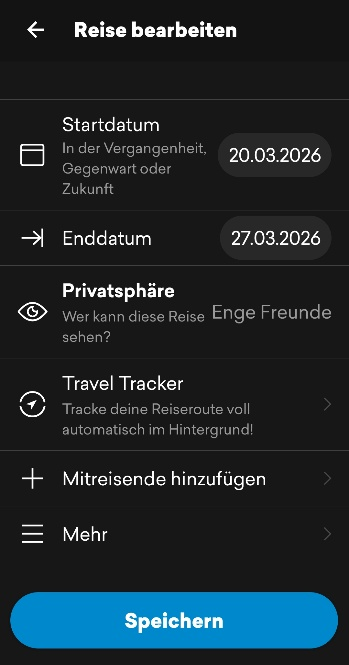 Reise bearbeiten
Startdatum
In der Vergangenheit,
Gegenwart oder
Zukunft
20.03.2026
Enddatum
27.03.2026
Privatsphäre
Wer kann diese Reise
sehen?
Enge Freunde
Travel Tracker
Tracke deine Reiseroute voll
automatisch im Hintergrund!
Mitreisende hinzufügen
Mehr
Speichern